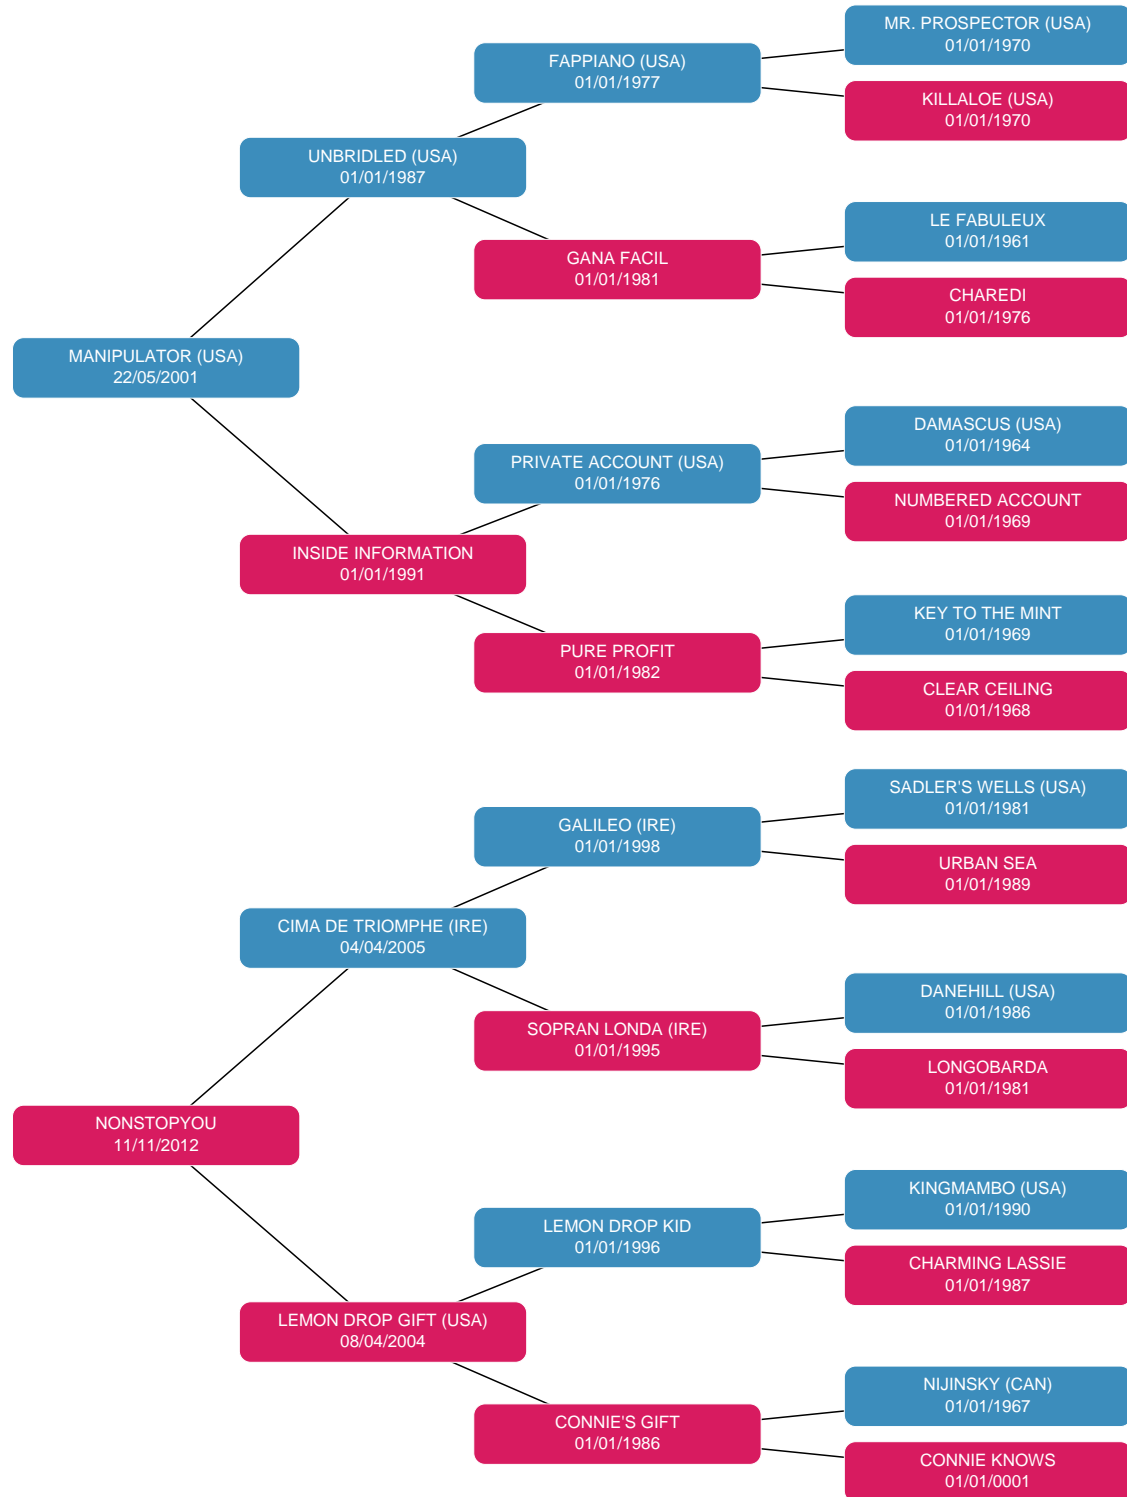 MR. PROSPECTOR (USA)
01/01/1970
FAPPIANO (USA)
01/01/1977
KILLALOE (USA)
01/01/1970
UNBRIDLED (USA)
01/01/1987
LE FABULEUX
01/01/1961
GANA FACIL
01/01/1981
CHAREDI
01/01/1976
MANIPULATOR (USA)
22/05/2001
DAMASCUS (USA)
01/01/1964
PRIVATE ACCOUNT (USA)
01/01/1976
NUMBERED ACCOUNT
01/01/1969
INSIDE INFORMATION
01/01/1991
KEY TO THE MINT
01/01/1969
PURE PROFIT
01/01/1982
CLEAR CEILING
01/01/1968
SADLER'S WELLS (USA)
01/01/1981
GALILEO (IRE)
01/01/1998
URBAN SEA
01/01/1989
CIMA DE TRIOMPHE (IRE)
04/04/2005
DANEHILL (USA)
01/01/1986
SOPRAN LONDA (IRE)
01/01/1995
LONGOBARDA
01/01/1981
NONSTOPYOU
11/11/2012
KINGMAMBO (USA)
01/01/1990
LEMON DROP KID
01/01/1996
CHARMING LASSIE
01/01/1987
LEMON DROP GIFT (USA)
08/04/2004
NIJINSKY (CAN)
01/01/1967
CONNIE'S GIFT
01/01/1986
CONNIE KNOWS
01/01/0001